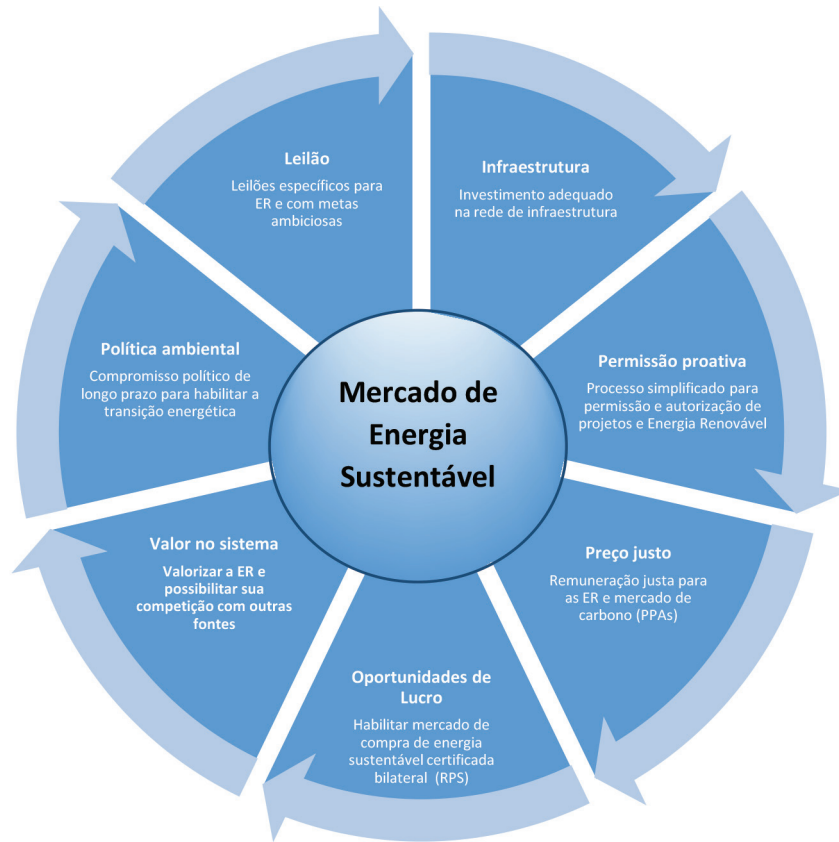 Leilão
Leilões específicos para
ER e com metas
ambiciosas
Infraestrutura
Investimento adequado
na rede de infraestrutura
Permissão proativa
Processo simplificado para
permissão e autorização de
projetos e Energia Renovável
Preço justo
Remuneração justa para
as ER e mercado de
carbono (PPAs)
Oportunidades de
Lucro
Habilitar mercado de
compra de energia
sustentável certificada
bilateral (RPS)
Valor no sistema
Valorizar a ER e
possibilitar sua
competição com outras
fontes
Política ambiental
Compromisso político de
longo prazo para habilitar a
transição energética
Mercado de
Energia
Sustentável